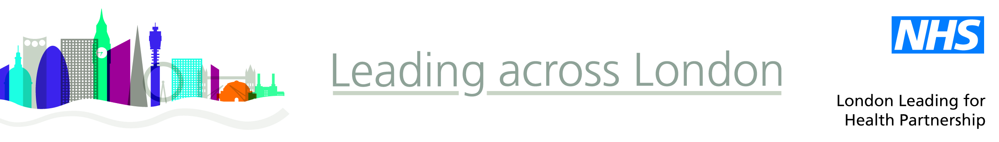 Leading across London
NHS
London Leading for
Health Partnership